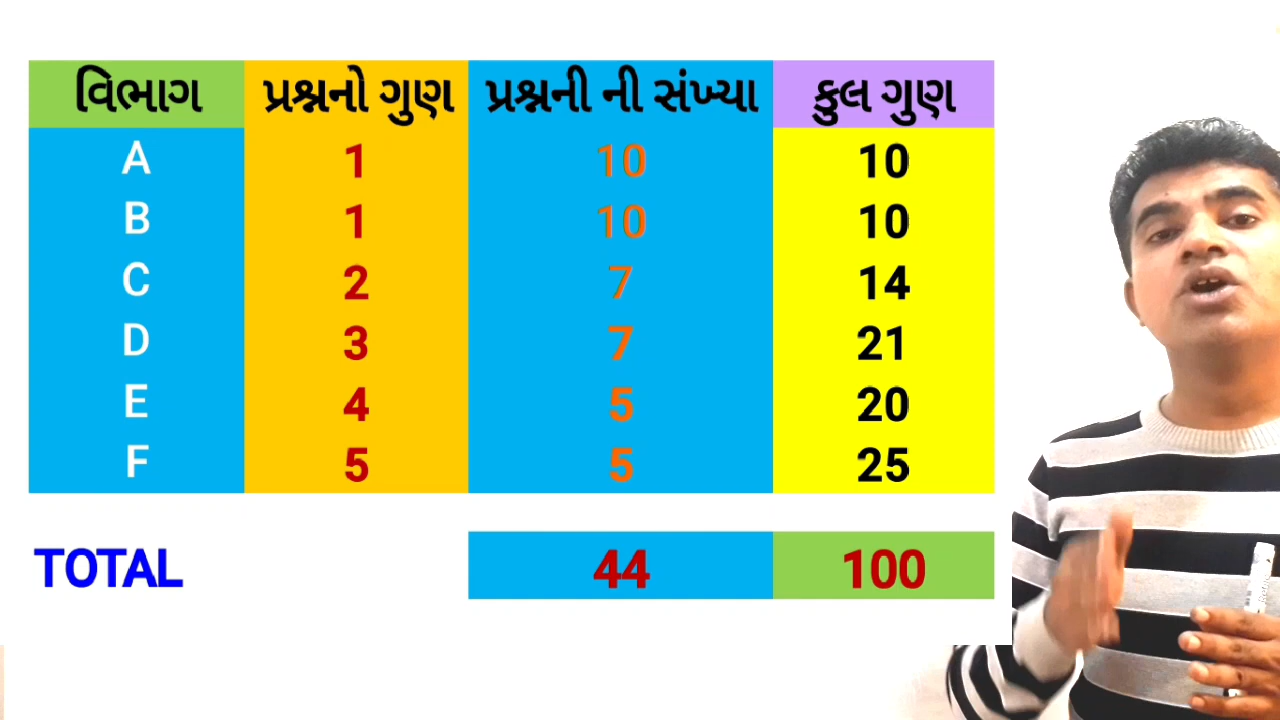 વિભાગ પ્રશ્નનો ગુણ પ્રશ્નની ની સંખ્યા કુલ ગુણ
A 1 10 10
B 1 10 10
C 2 7 14
D 3 7 21
E 4 5 20
F 5 5 25
TOTAL 44 100